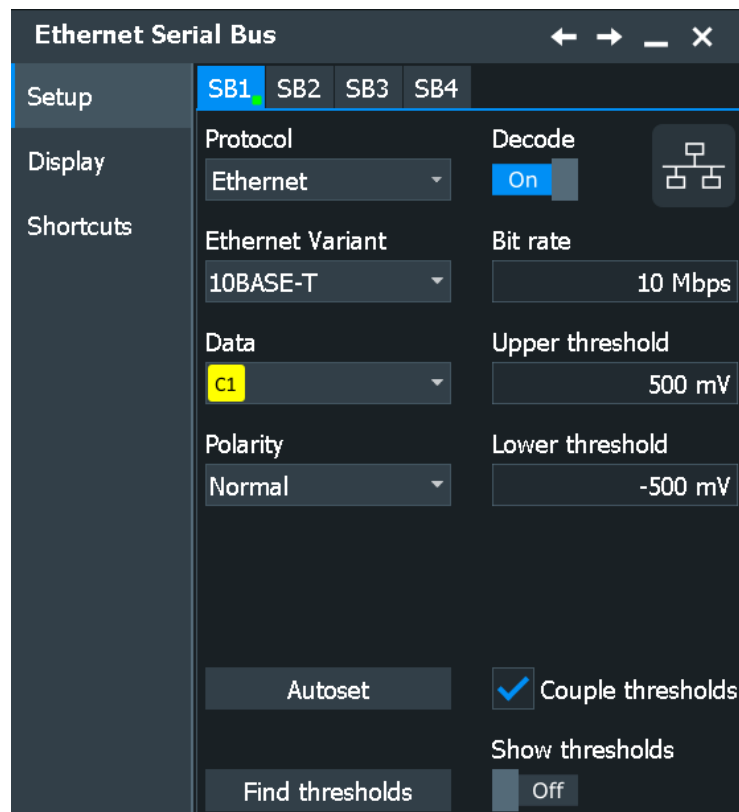 Ethernet Serial Bus
Setup
Display
Shortcuts
SB1 SB2 SB3 SB4
Protocol
Ethernet
Decode
On
Ethernet Variant
10BASE-T
Bit rate
10 Mbps
Data
C1
Upper threshold
500 mV
Polarity
Normal
Lower threshold
-500 mV
Autoset
Couple thresholds
Find thresholds
Show thresholds
Off